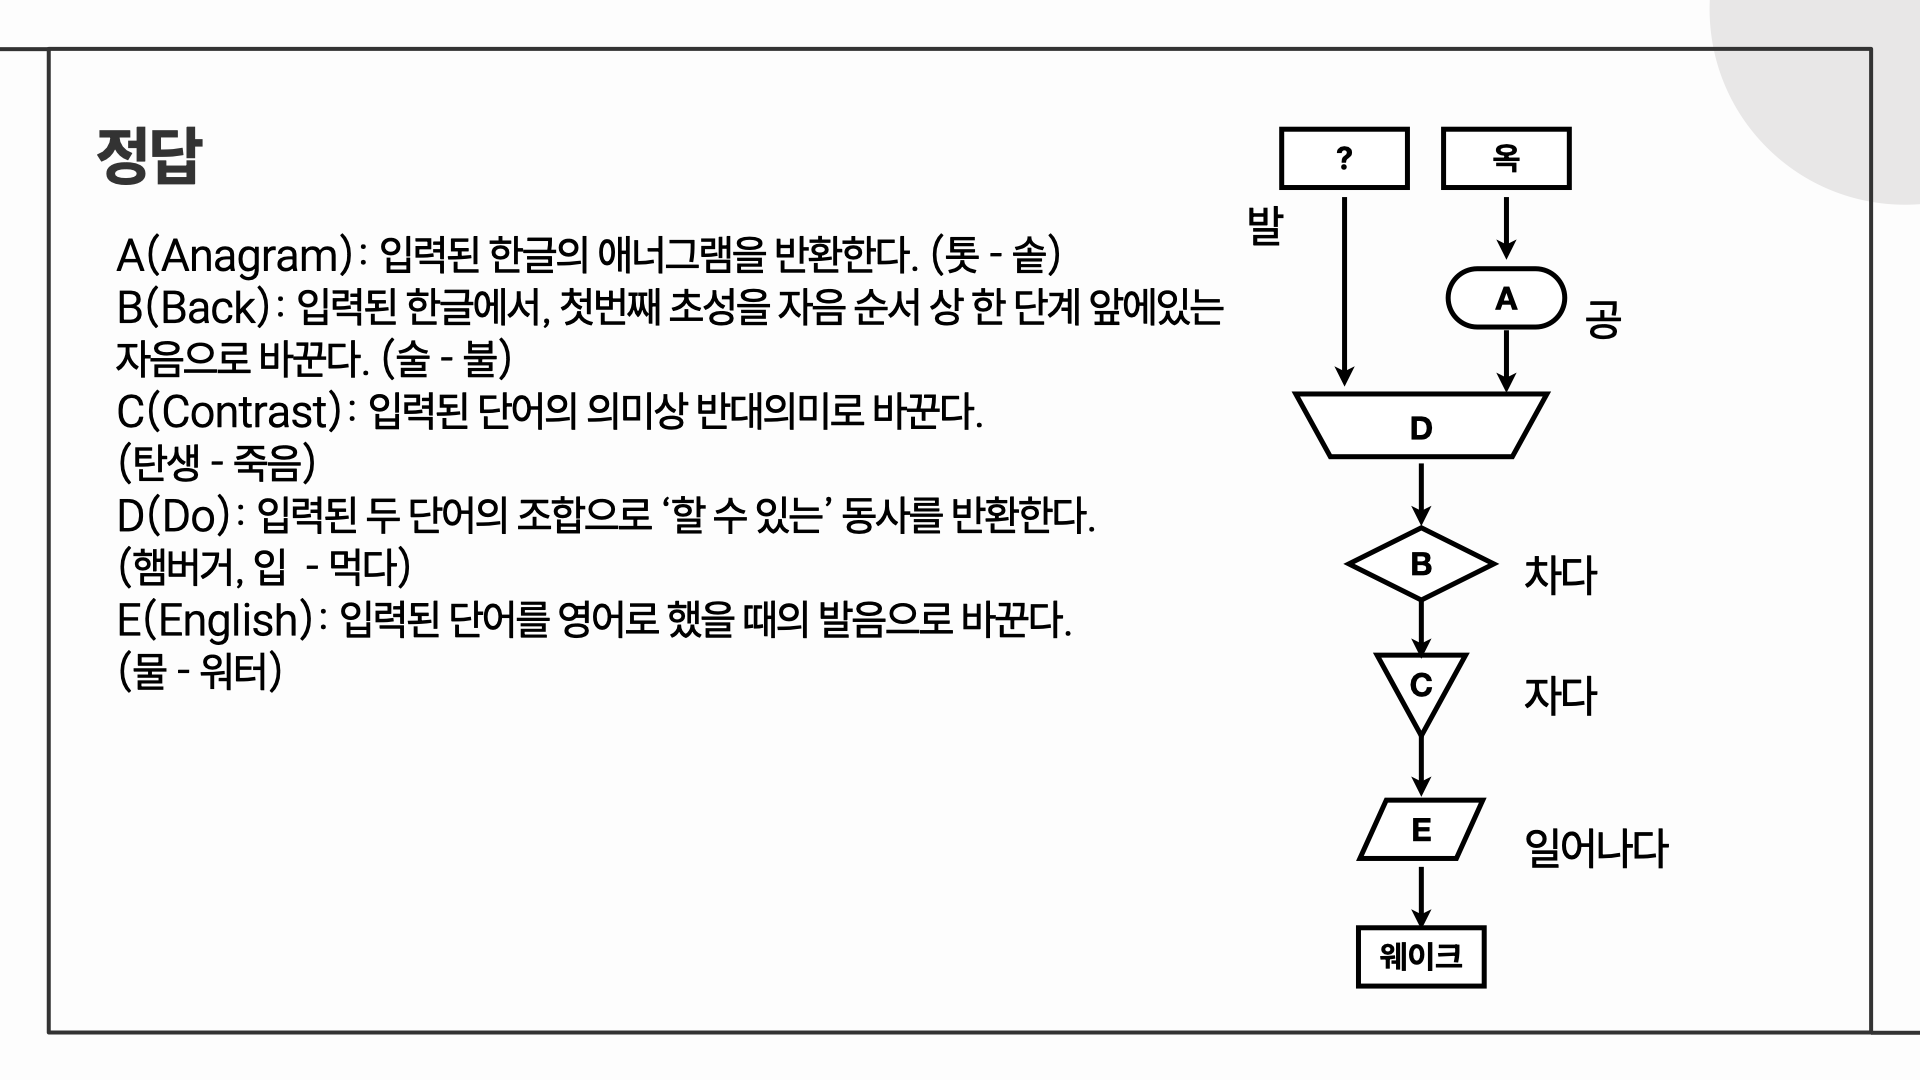 정답
A(Anagram): 입력된 한글의 애너그램을 반환한다. (톳 - 솥)
B(Back): 입력된 한글에서, 첫번째 초성을 자음 순서 상 한 단계 앞에있는
자음으로 바꾼다. (술 - 불)
C(Contrast): 입력된 단어의 의미상 반대의미로 바꾼다.
(탄생 - 죽음)
D(Do): 입력된 두 단어의 조합으로 ‘할 수 있는’ 동사를 반환한다.
(햄버거, 입  - 먹다)
E(English): 입력된 단어를 영어로 했을 때의 발음으로 바꾼다.
(물 - 워터)
?
옥
발
A
공
D
B
차다
C
자다
E
일어나다
웨이크